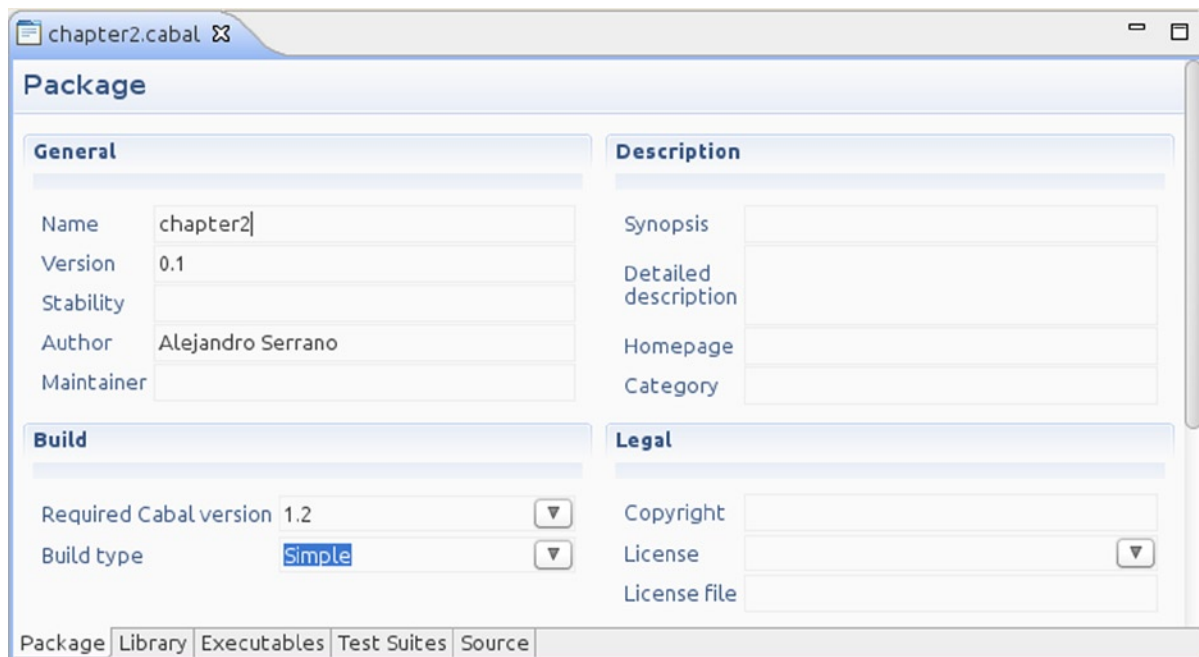 chapter2.cabal
Package
General
Name chapter2
Version 0.1
Stability
Author Alejandro Serrano
Maintainer
Description
Synopsis
Detailed
description
Homepage
Category
Build
Required Cabal version 1.2
Build type Simple
Legal
Copyright
License
License file
Package Library Executables Test Suites Source